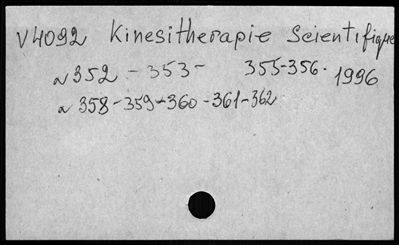 V4092 Kinesitherapie Scientifique
n 352 - 353 - 355-356. 1996
n 358-359-360-361-362